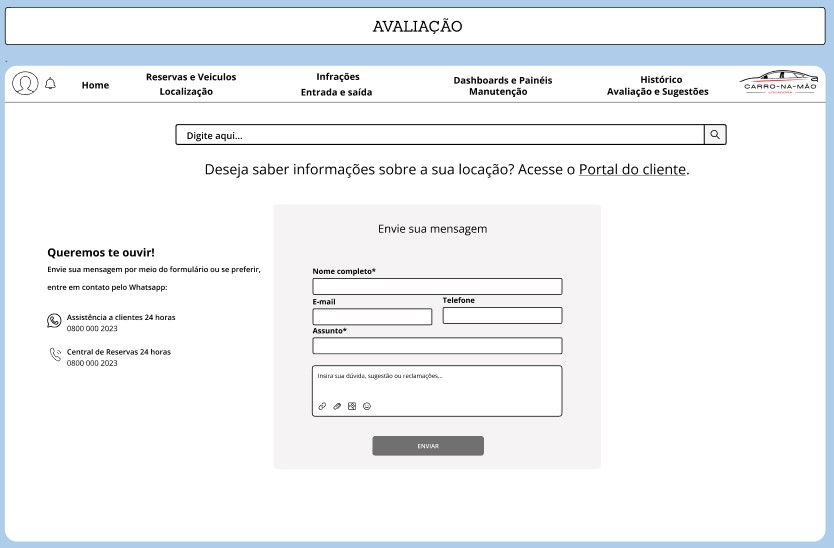 AVALIAÇÃO
Home
Reservas e Veiculos
Localização
Infrações
Entrada e saída
Dashboards e Painéis
Manutenção
Histórico
Avaliação e Sugestões
CARRO-NA-MÃO
LOCADORA
Digite aqui...
Deseja saber informações sobre a sua locação? Acesse o Portal do cliente.
Queremos te ouvir!
Envie sua mensagem por meio do formulário ou se preferir,
entre em contato pelo Whatsapp:
Assistência a clientes 24 horas
0800 000 2023
Central de Reservas 24 horas
0800 000 2023
Envie sua mensagem
Nome completo*
E-mail
Telefone
Assunto*
Insira sua dúvida, sugestão ou reclamações...
ENVIAR